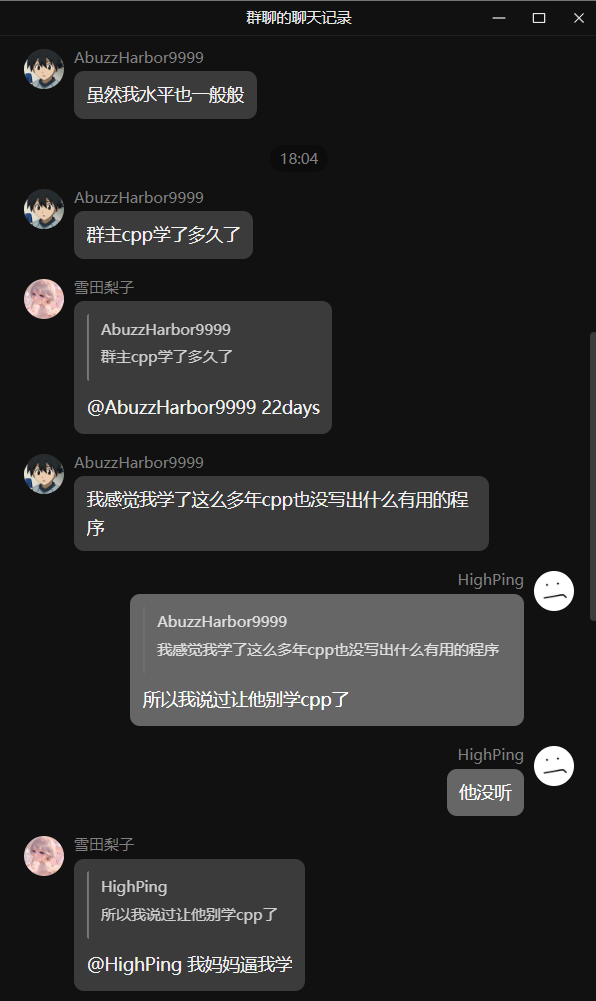 群聊的聊天记录
AbuzzHarbor9999
虽然我水平也一般般
18:04
AbuzzHarbor9999
群主cpp学了多久了
雪田梨子
AbuzzHarbor9999
群主cpp学了多久了
@AbuzzHarbor9999 22days
AbuzzHarbor9999
我感觉我学了这么多年cpp也没写出什么有用的程
序
HighPing
AbuzzHarbor9999
我感觉我学了这么多年cpp也没写出什么有用的程序
所以我说过让他别学cpp了
HighPing
他没听
雪田梨子
HighPing
所以我说过让他别学cpp了
@HighPing 我妈妈逼我学